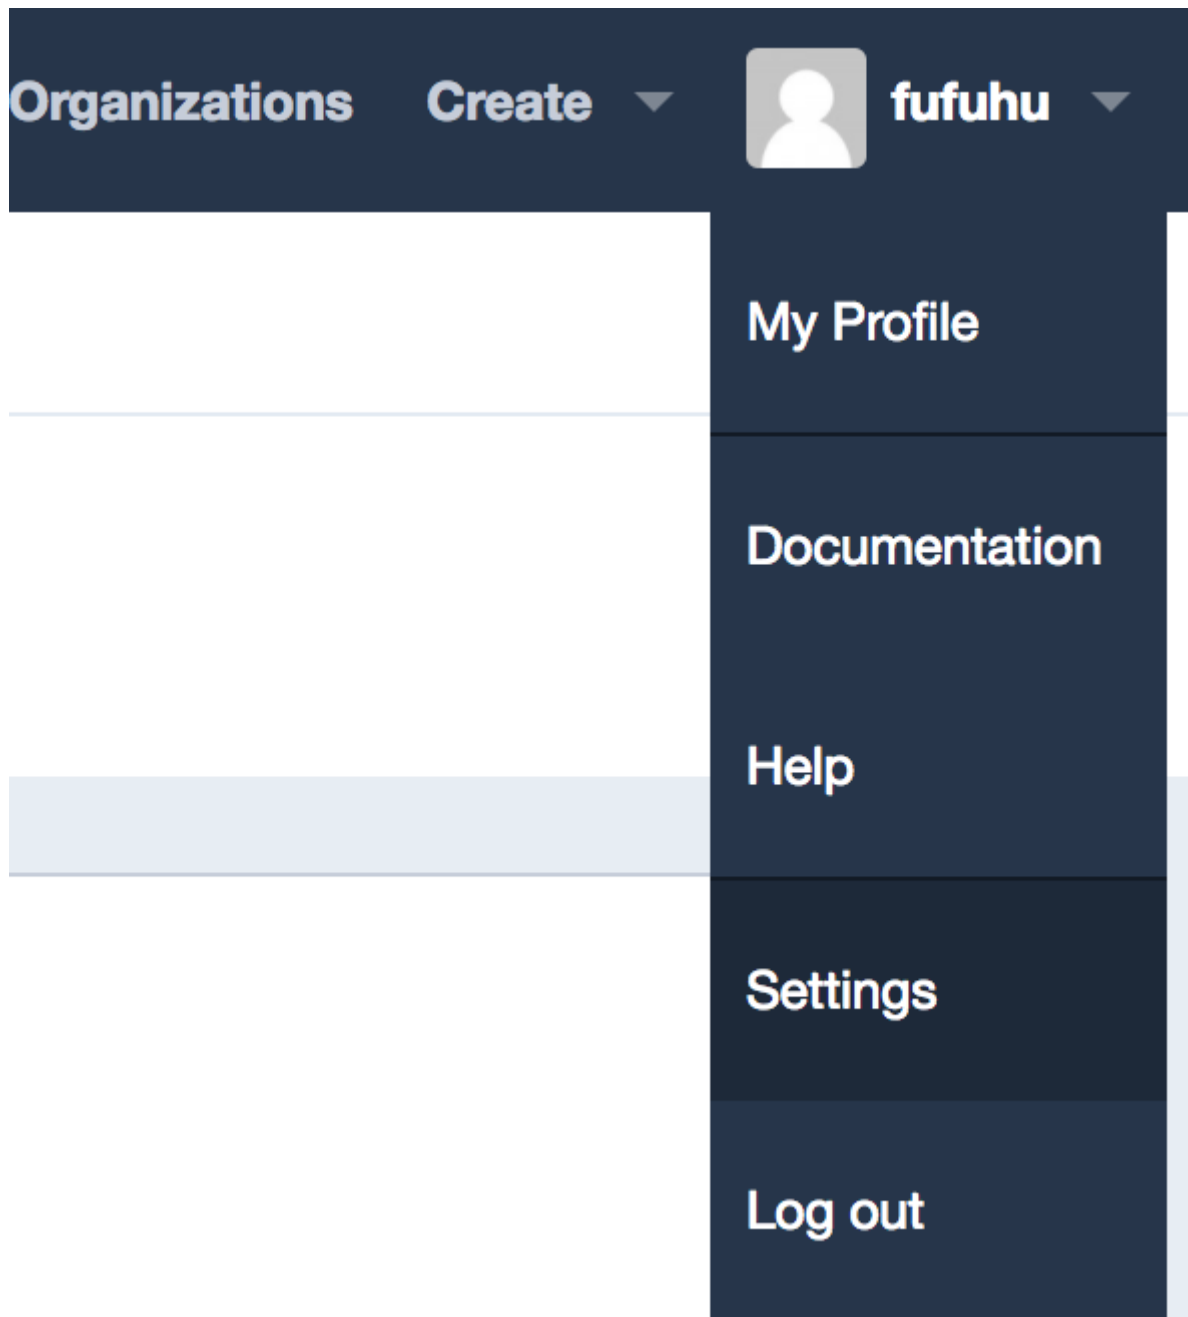 Organizations Create fufuhu
My Profile
Documentation
Help
Settings
Log out